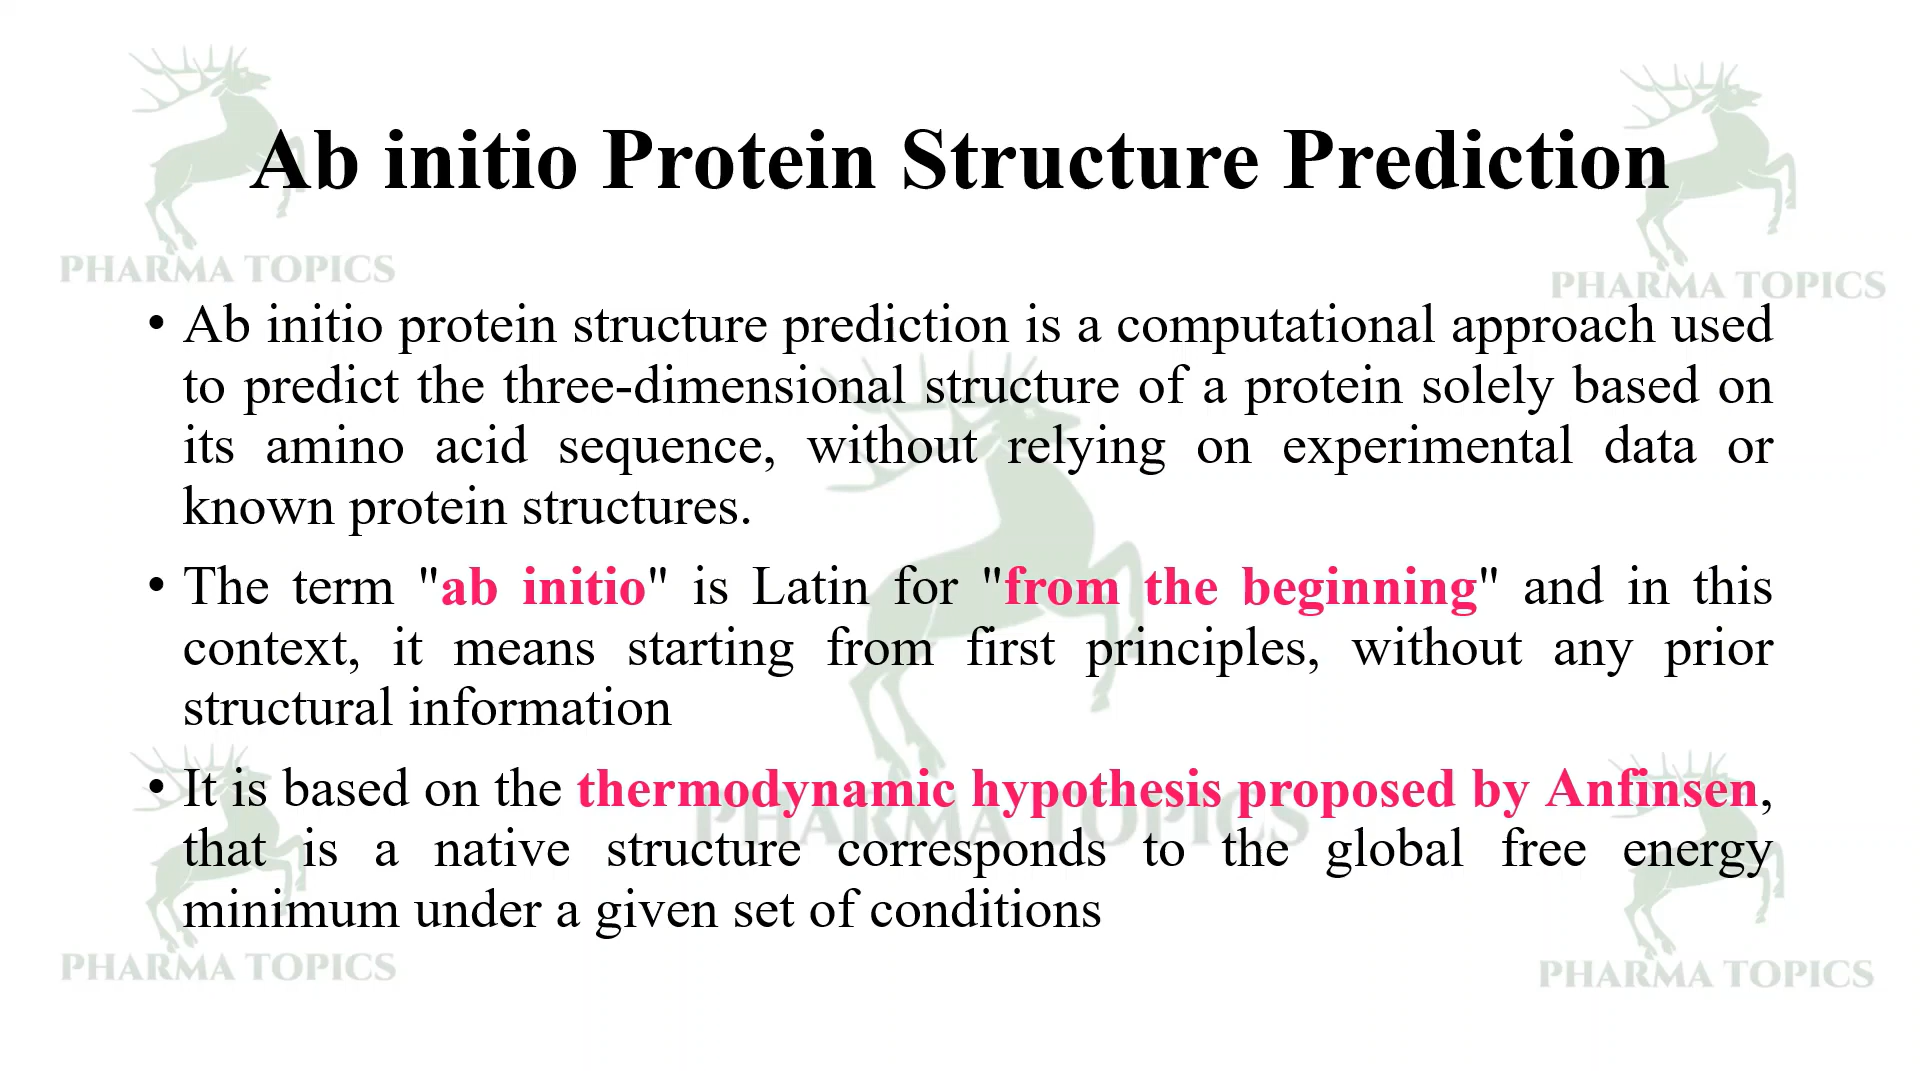 Ab initio Protein Structure Prediction
PHARMA TOPICS
PHARMA TOPICS
• Ab initio protein structure prediction is a computational approach used
to predict the three-dimensional structure of a protein solely based on
its amino acid sequence, without relying on experimental data or
known protein structures.
• The term "ab initio" is Latin for "from the beginning" and in this
context, it means starting from first principles, without any prior
structural information
• It is based on the thermodynamic hypothesis proposed by Anfinsen,
PHARMA TOPICS
that is a native structure corresponds to the global free energy
minimum under a given set of conditions
PHARMA TOPICS
PHARMA TOPICS